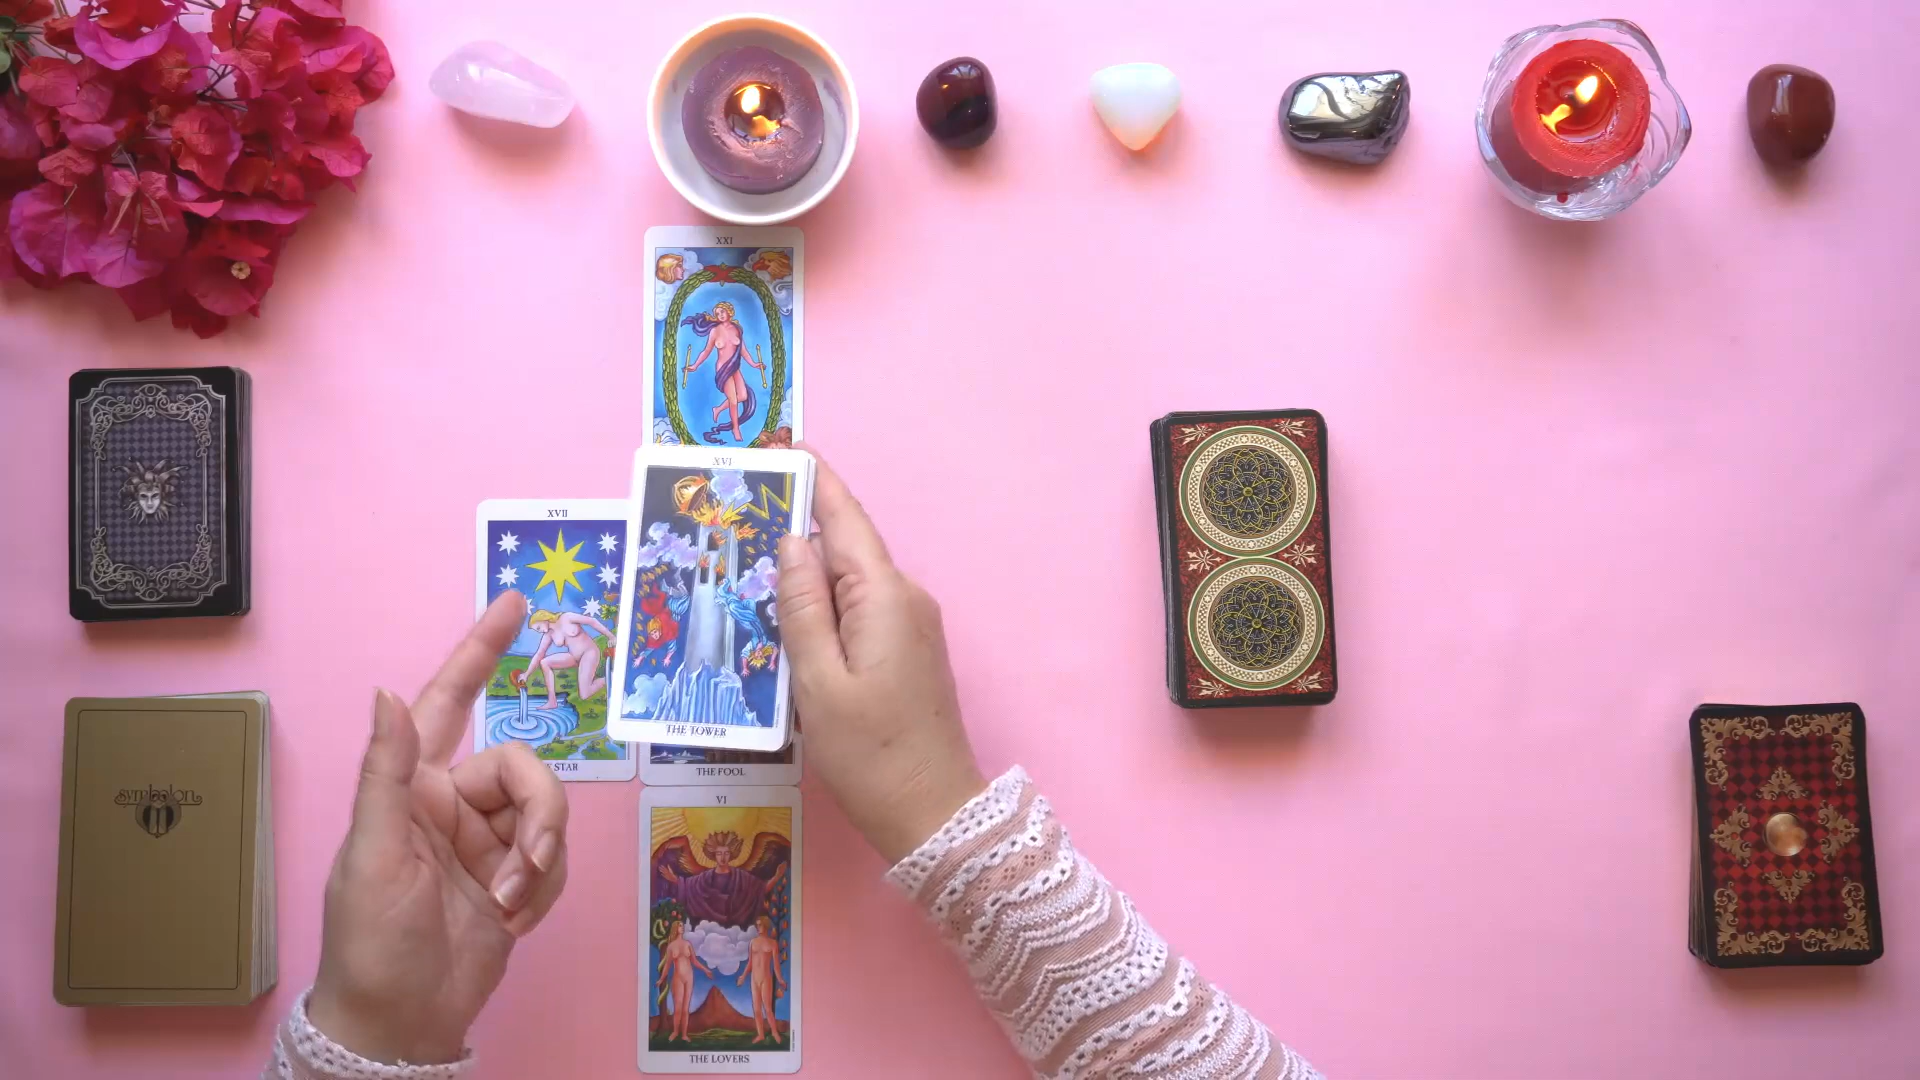 XXI
XVI
THE TOWER
XVII
STAR
THE FOOL
VI
THE LOVERS
symbolon